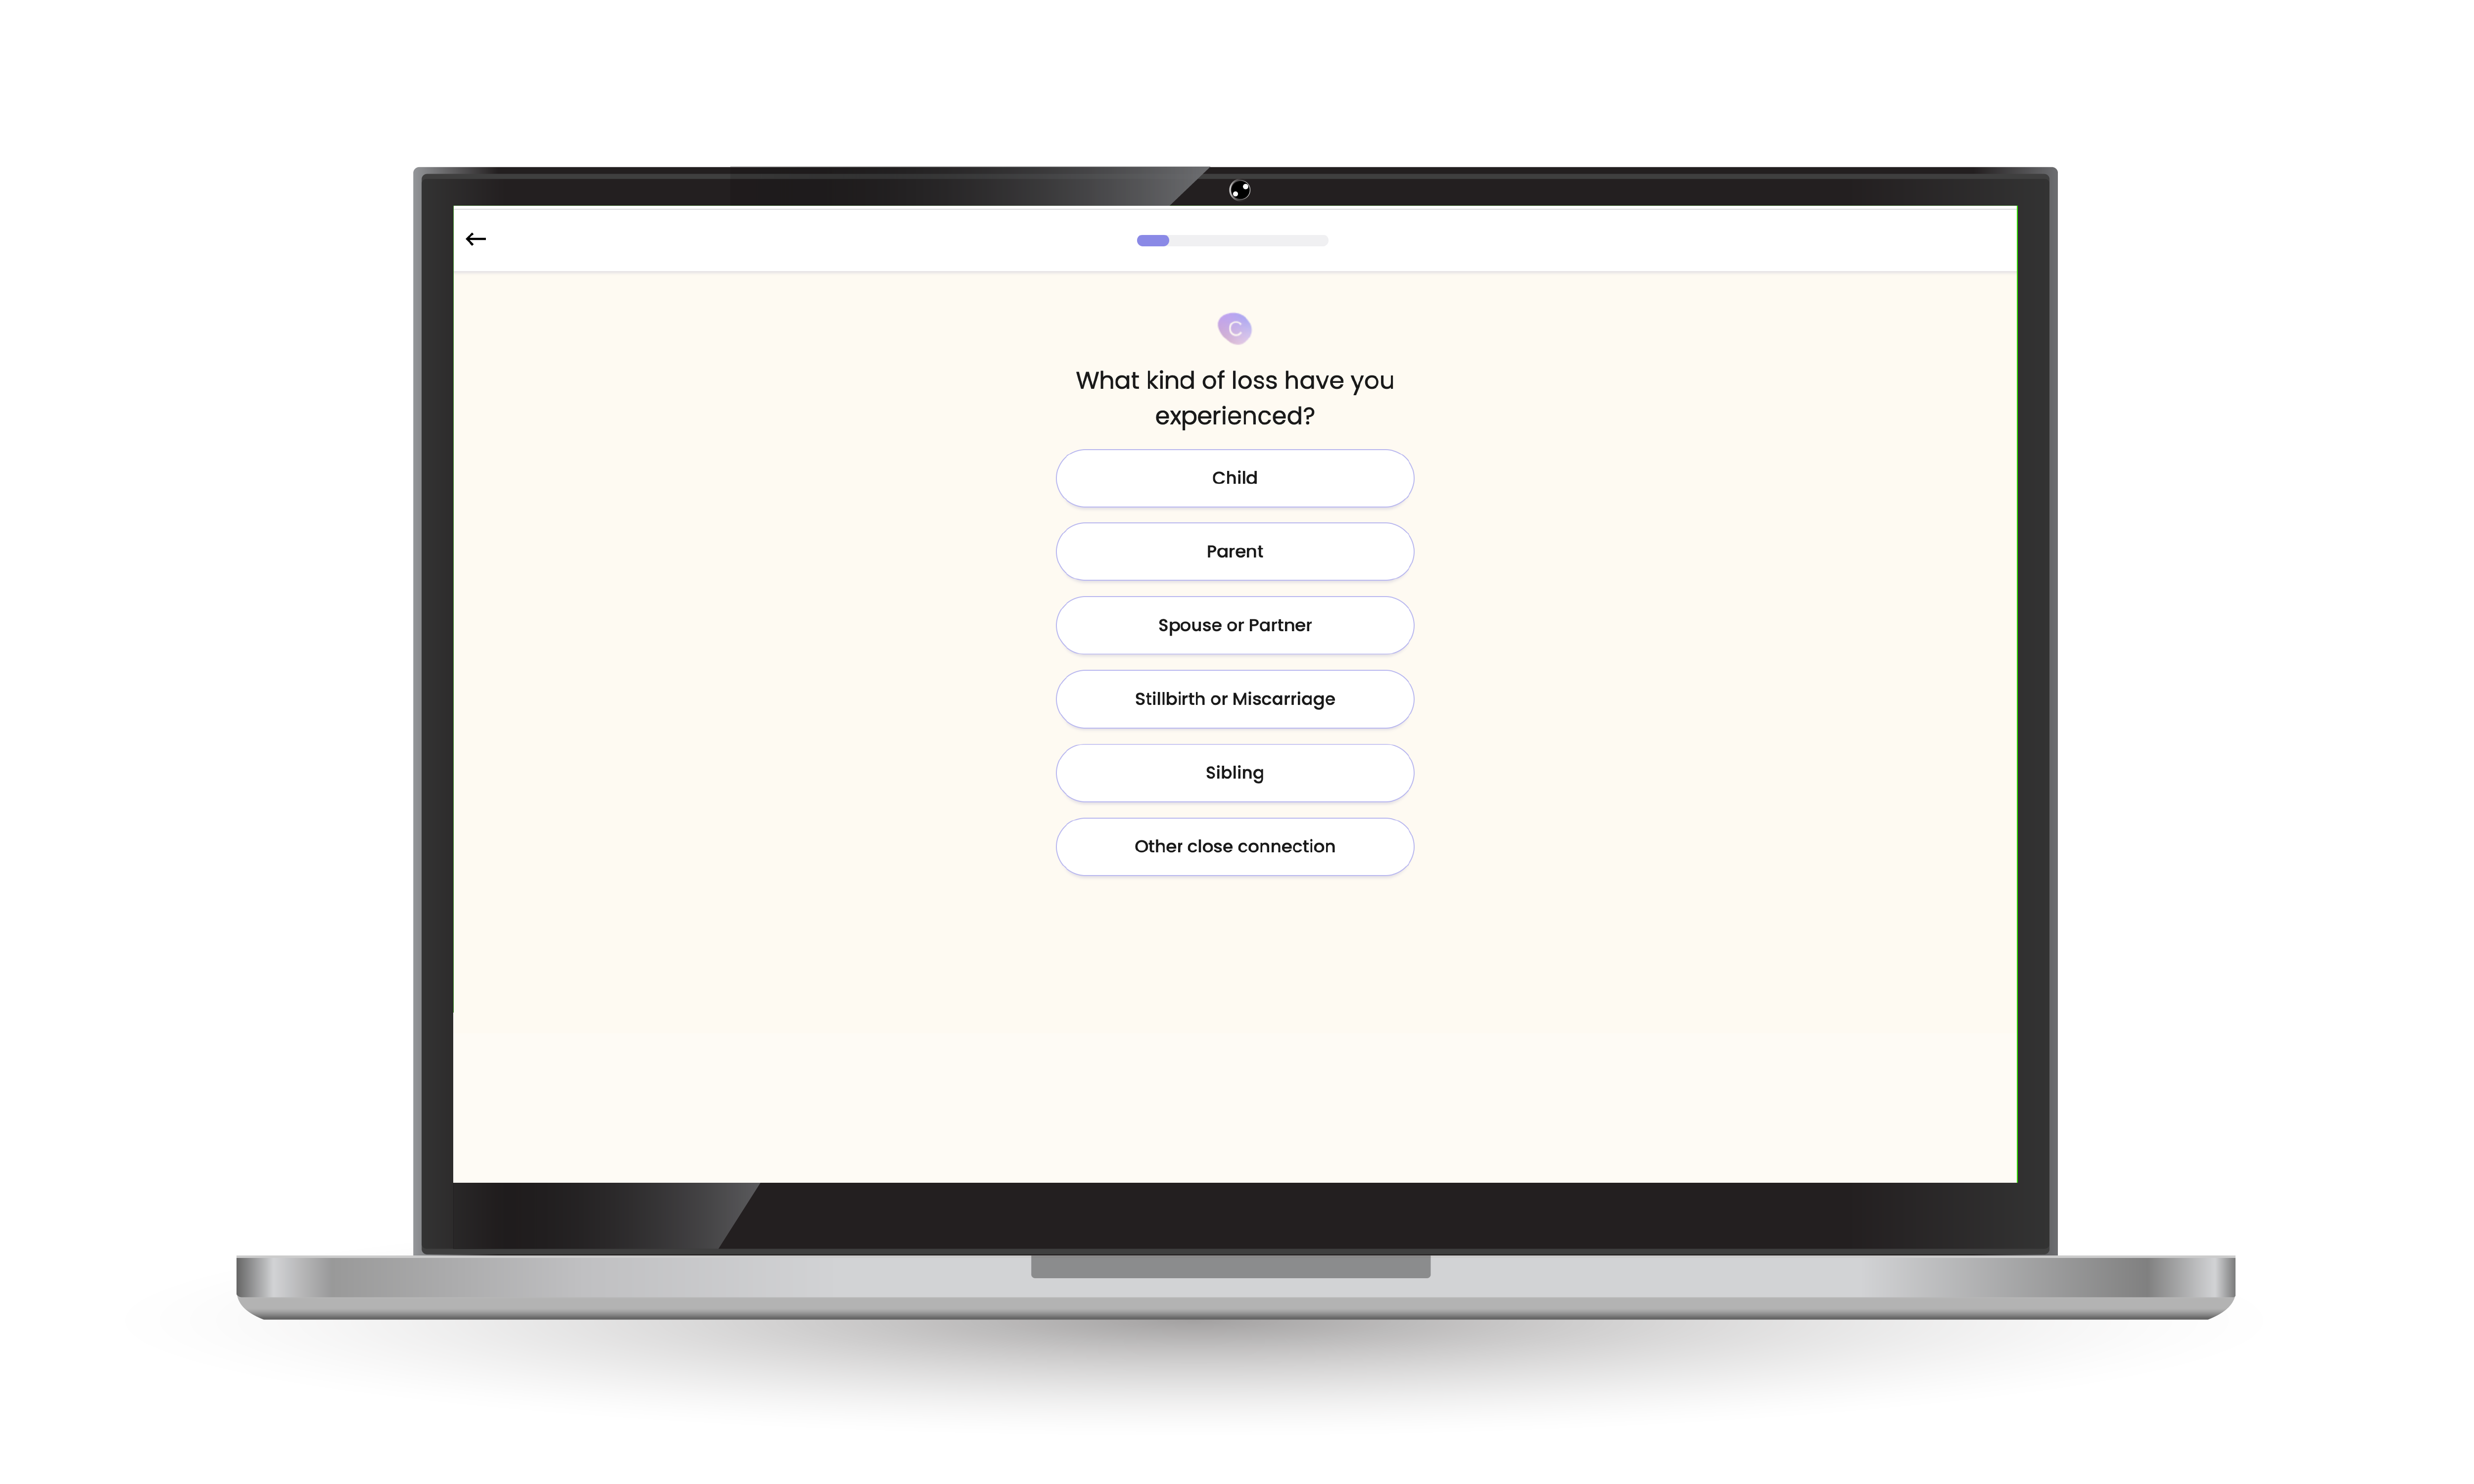 C
What kind of loss have you
experienced?
Child
Parent
Spouse or Partner
Stillbirth or Miscarriage
Sibling
Other close connection